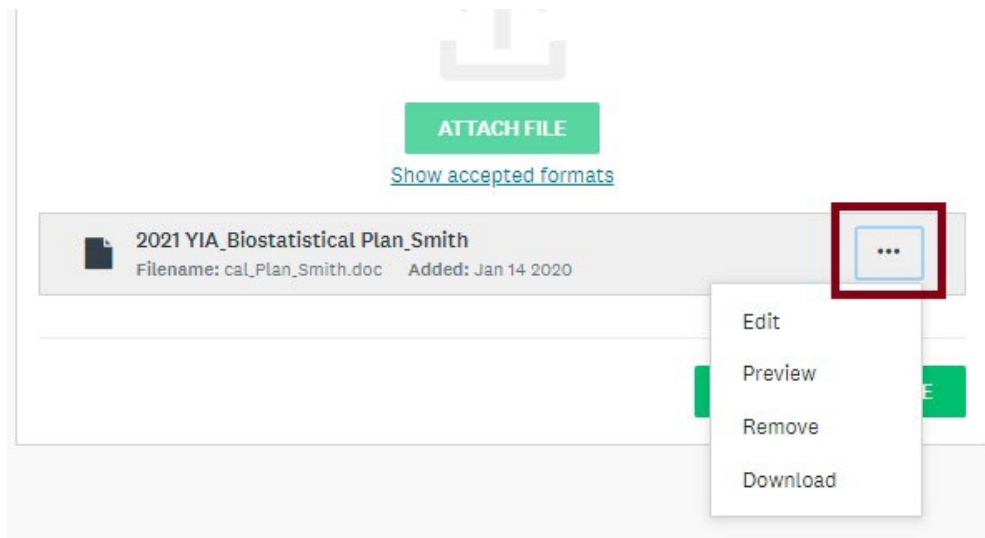 ATTACH FILE
Show accepted formats
2021 YIA_Biostatistical Plan_Smith
Filename: cal_Plan_Smith.doc Added: Jan 14 2020
•••
Edit
Preview
E
Remove
Download